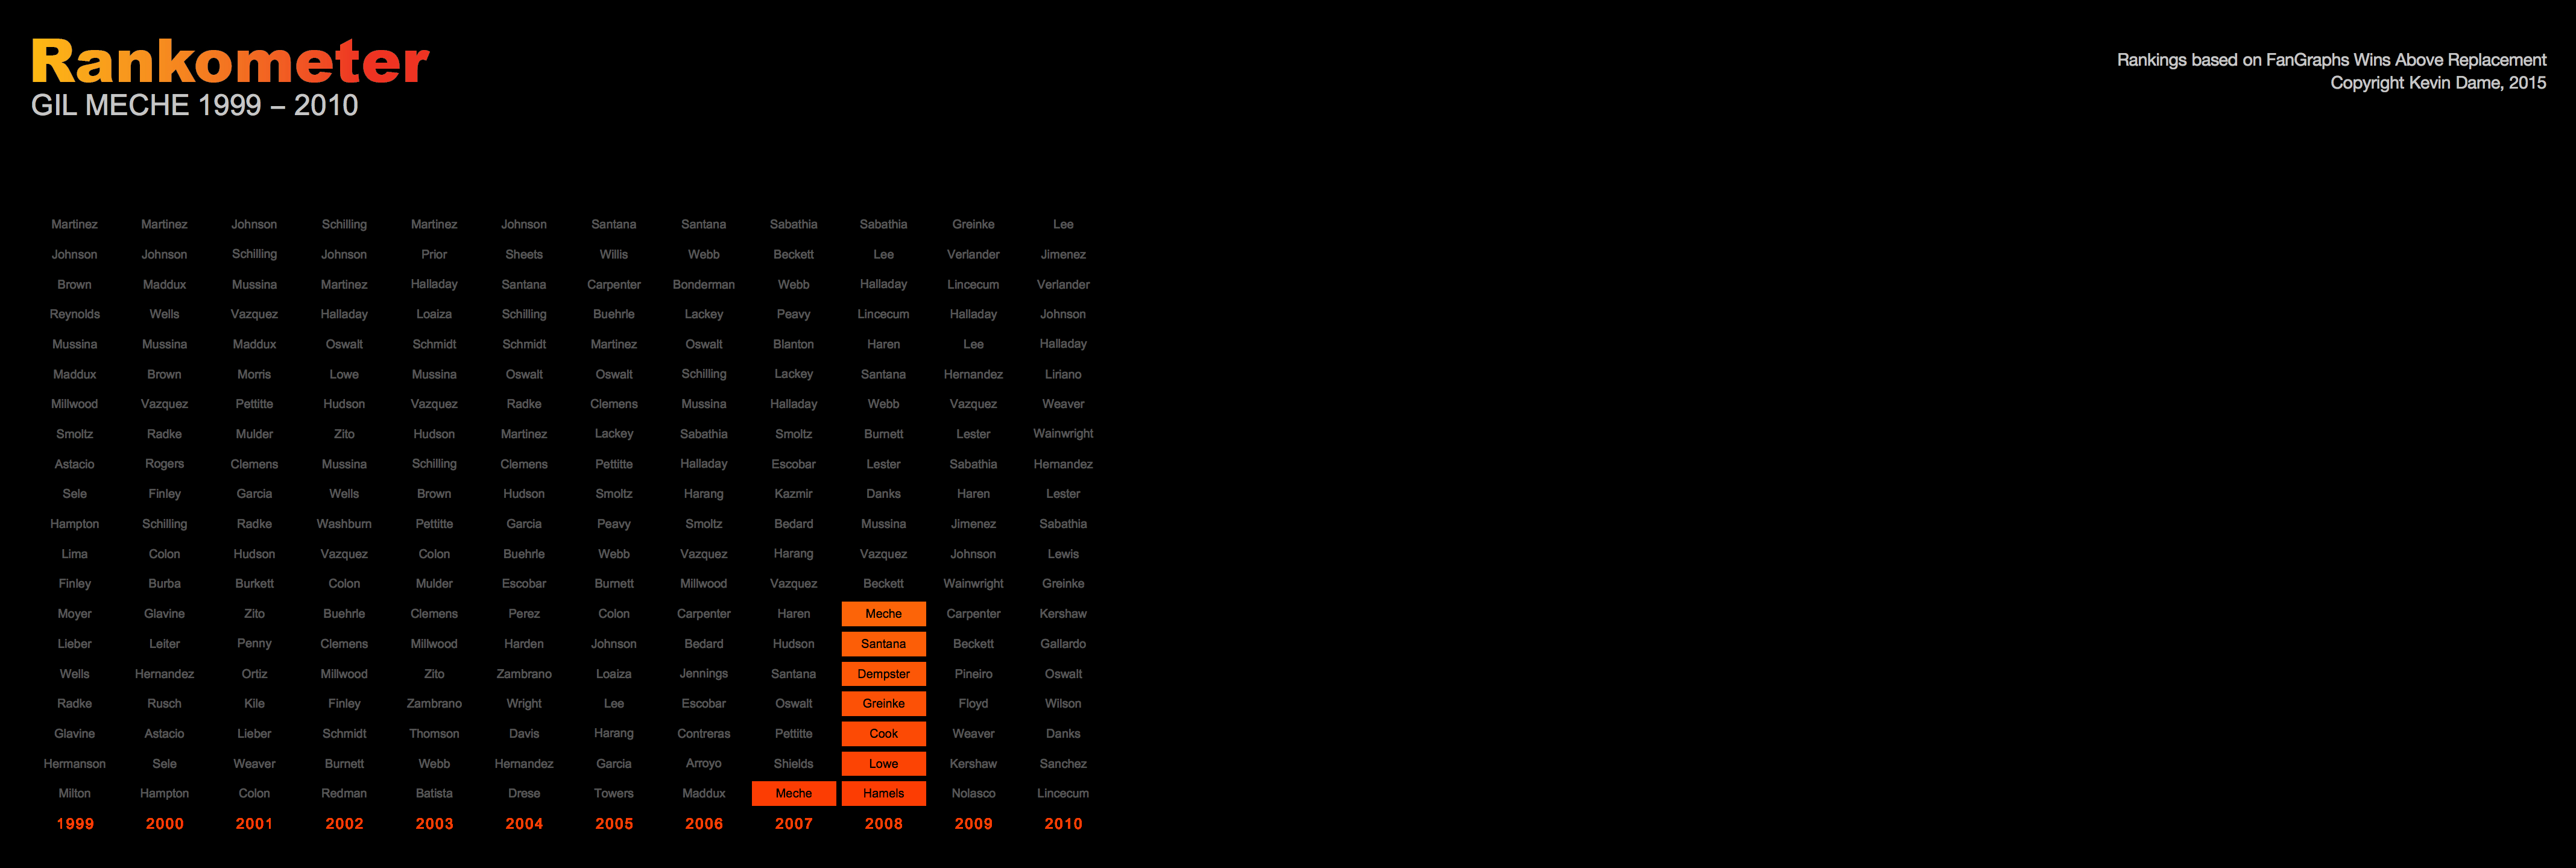 Rankometer
GIL MECHE 1999 – 2010
Rankings based on FanGraphs Wins Above Replacement
Copyright Kevin Dame, 2015
Martinez Martinez Johnson Schilling Martinez Johnson Santana Santana Sabathia Sabathia Greinke Lee
Johnson Johnson Schilling Johnson Prior Sheets Willis Webb Beckett Lee Verlander Jimenez
Brown Maddux Mussina Martinez Halladay Santana Carpenter Bonderman Webb Halladay Lincecum Verlander
Reynolds Wells Vazquez Halladay Loaiza Schilling Buehrle Lackey Peavy Lincecum Halladay Johnson
Mussina Mussina Maddux Oswalt Schmidt Schmidt Martinez Oswalt Blanton Haren Lee Halladay
Maddux Brown Morris Lowe Mussina Oswalt Oswalt Schilling Lackey Santana Hernandez Liriano
Millwood Vazquez Pettitte Hudson Vazquez Radke Clemens Mussina Halladay Webb Vazquez Weaver
Smoltz Radke Mulder Zito Hudson Martinez Lackey Sabathia Smoltz Burnett Lester Wainwright
Astacio Rogers Clemens Mussina Schilling Clemens Pettitte Halladay Escobar Lester Sabathia Hernandez
Sele Finley Garcia Wells Brown Hudson Smoltz Harang Kazmir Danks Haren Lester
Hampton Schilling Radke Washburn Pettitte Garcia Peavy Smoltz Bedard Mussina Jimenez Sabathia
Lima Colon Hudson Vazquez Colon Buehrle Webb Vazquez Harang Vazquez Johnson Lewis
Finley Burba Burkett Colon Mulder Escobar Burnett Millwood Vazquez Beckett Wainwright Greinke
Moyer Glavine Zito Buehrle Clemens Perez Colon Carpenter Haren Meche Carpenter Kershaw
Lieber Leiter Penny Clemens Millwood Harden Johnson Bedard Hudson Santana Beckett Gallardo
Wells Hernandez Ortiz Millwood Zito Zambrano Loaiza Jennings Santana Dempster Pineiro Oswalt
Radke Rusch Kile Finley Zambrano Wright Lee Escobar Oswalt Greinke Floyd Wilson
Glavine Astacio Lieber Schmidt Thomson Davis Harang Contreras Pettitte Cook Weaver Danks
Hermanson Sele Weaver Burnett Webb Hernandez Garcia Arroyo Shields Lowe Kershaw Sanchez
Milton Hampton Colon Redman Batista Drese Towers Maddux Meche Hamels Nolasco Lincecum
1999 2000 2001 2002 2003 2004 2005 2006 2007 2008 2009 2010